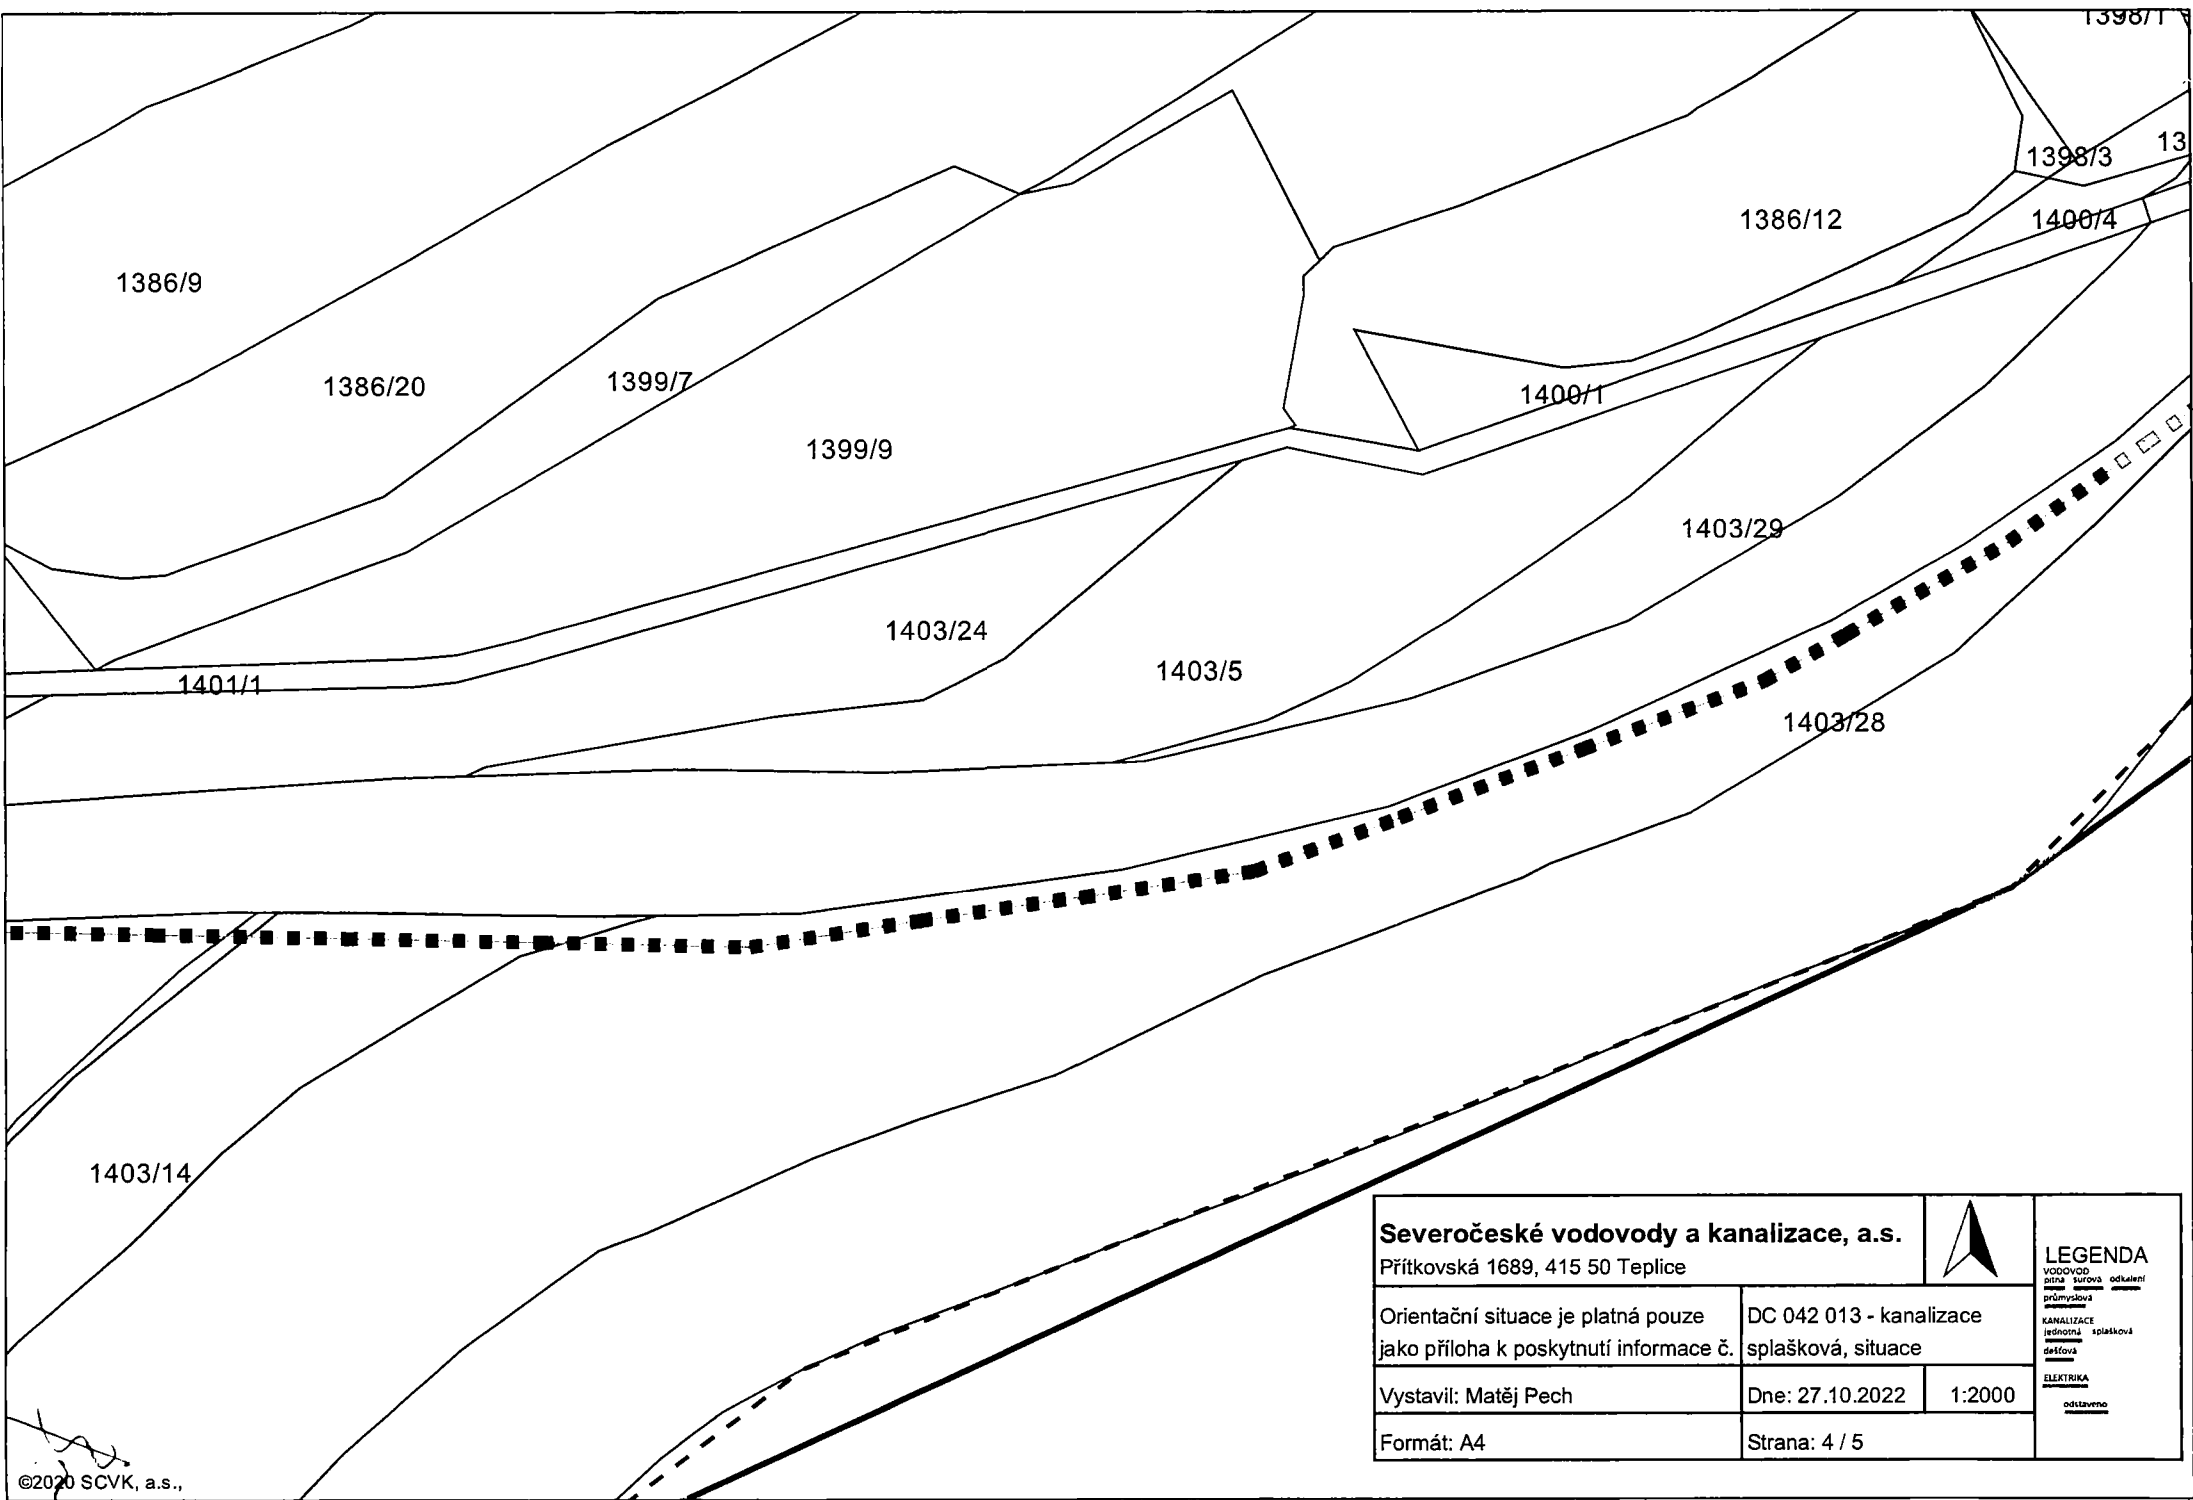 1398/1
1398/3
13
1386/12
1400/4
1386/9
1386/20
1399/7
1400/1
1399/9
1403/29
1403/24
1403/5
1401/1
1403/28
1403/14
Severočeské vodovody a kanalizace, a.s.
Přítkovská 1689, 415 50 Teplice
Orientační situace je platná pouze
jako příloha k poskytnutí informace č.
DC 042 013 - kanalizace
splašková, situace
Vystavil: Matěj Pech
Dne: 27.10.2022
1:2000
Formát: A4
Strana: 4 / 5
LEGENDA
VODOVOD
pitná surová odkalení
průmyslová
KANALIZACE
jednotná splašková
dešťová
ELEKTRIKA
odstaveno
©2020 SCVK, a.s.,